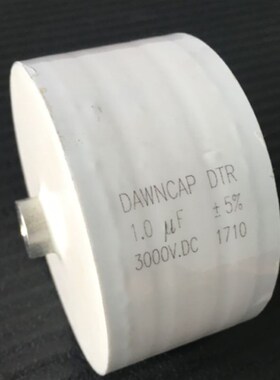 DAWNCAP DTR
1.0 μF ±5%
3000V.DC 1710